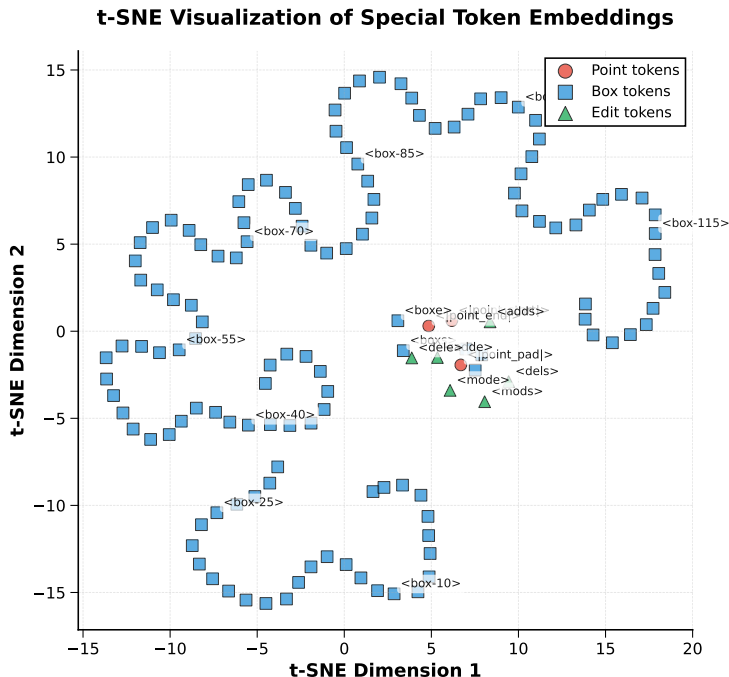 t-SNE Visualization of Special Token Embeddings
Point tokens
Box tokens
Edit tokens
<box-85>
<box-70>
<box-115>
<boxe>
<adds>
<box-55>
<dels>
<mode>
<mods>
<box-40>
<box-25>
<box-10>
15
10
5
0
−5
−10
−15
−15
−10
−5
0
5
10
15
20
t-SNE Dimension 1
t-SNE Dimension 2